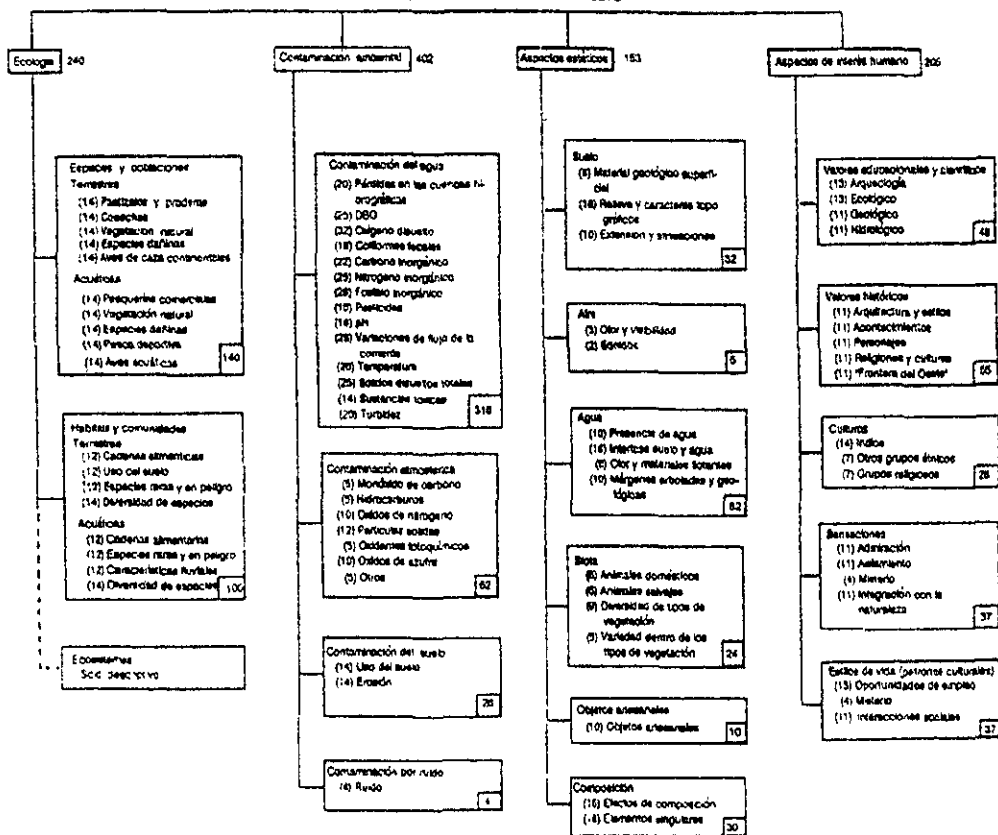 Ecología 240
Especies y poblaciones
Terrestres
(14) Pastizales y praderas
(14) Cosechas
(14) Vegetación natural
(14) Especies dañinas
(14) Aves de caza continentales
Acuáticas
(14) Pesquerías comerciales
(14) Vegetación natural
(14) Especies dañinas
(14) Pesca deportiva
(14) Aves acuáticas
140
Habitats y comunidades
Terrestres
(12) Cadenas alimenticias
(12) Uso del suelo
(12) Especies raras y en peligro
(14) Diversidad de especies
Acuáticas
(12) Cadenas alimentarias
(12) Especies raras y en peligro
(12) Características fluviales
(14) Diversidad de especies
100
Ecosistemas
Sólo descriptivo
Contaminación ambiental 402
Contaminación del agua
(20) Pérdidas en las cuencas hi-
drográficas
(25) DBO
(32) Oxígeno disuelto
(18) Coliformes fecales
(22) Carbono inorgánico
(25) Nitrógeno inorgánico
(28) Fosfato inorgánico
(16) Pesticidas
(18) pH
(28) Variaciones de flujo de la
corriente
(28) Temperatura
(25) Sólidos disueltos totales
(14) Sustancias tóxicas
(20) Turbidez
318
Contaminación atmosférica
(5) Monóxido de carbono
(5) Hidrocarburos
(10) Óxidos de nitrógeno
(12) Partículas sólidas
(5) Oxidantes fotoquímicos
(10) Óxidos de azufre
(5) Otros
52
Contaminación del suelo
(14) Uso del suelo
(14) Erosión
28
Contaminación por ruido
(4) Ruido
4
Aspectos estéticos 153
Suelo
(6) Material geológico superfi-
cial
(16) Relieve y caracteres topo
gráficos
(10) Extensión y alineaciones
32
Aire
(3) Olor y visibilidad
(2) Sonidos
5
Agua
(10) Presencia de agua
(16) Interfase suelo y agua
(6) Olor y materiales flotantes
(10) Márgenes arboladas y geo-
lógicas
52
Biota
(5) Animales domésticos
(5) Animales salvajes
(9) Diversidad de tipos de
vegetación
(5) Variedad dentro de los
tipos de vegetación
24
Objetos artesanales
(10) Objetos artesanales
10
Composición
(15) Efectos de composición
Elementos singulares
30
Aspectos de interés humano 205
Valores educacionales y científicos
(13) Arqueología
(13) Ecológico
(11) Geológico
(11) Hidrológico
48
Valores históricos
(11) Arquitectura y estilos
(11) Acontecimientos
(11) Personajes
(11) Religiones y culturas
(11) "Frontera del Oeste"
55
Culturas
(14) Indios
(7) Otros grupos étnicos
(7) Grupos religiosos
28
Sensaciones
(11) Admiración
(11) Aislamiento
(4) Misterio
(11) Integración con la
naturaleza
37
Estilos de vida (patrones culturales)
(13) Oportunidades de empleo
(4) Misterio
(11) Interacciones sociales
37